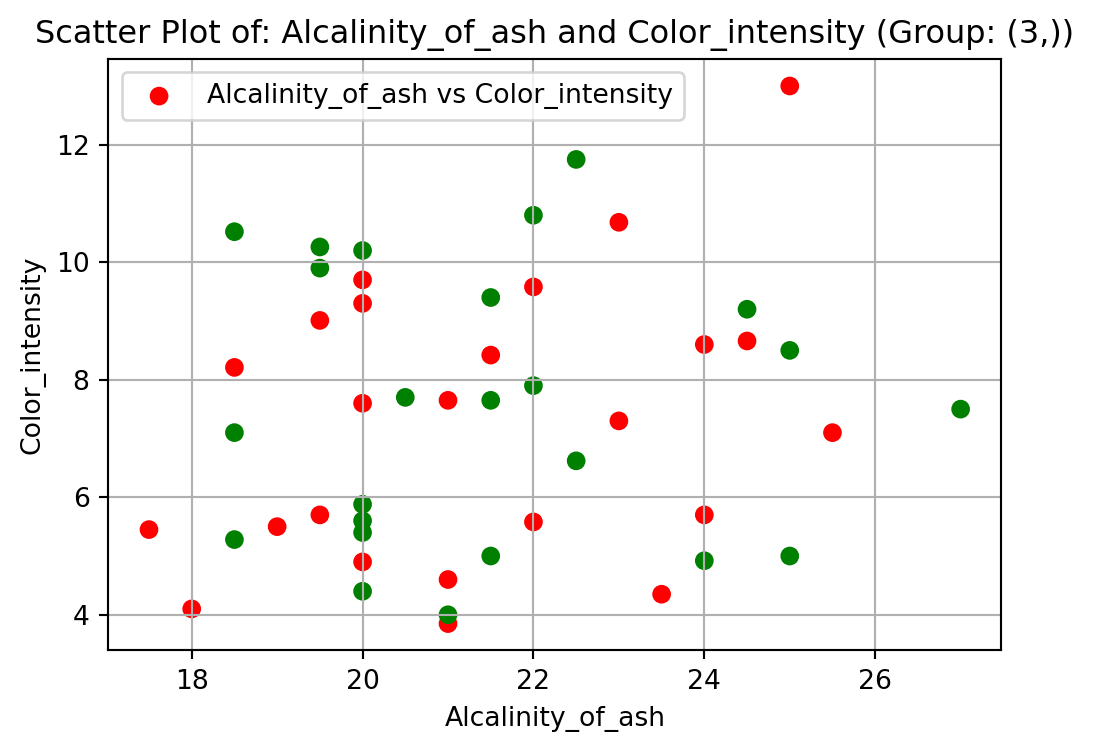 Scatter Plot of: Alcalinity_of_ash and Color_intensity (Group: (3,))
Alcalinity_of_ash vs Color_intensity
Color_intensity
12
10
8
6
4
18 20 22 24 26
Alcalinity_of_ash